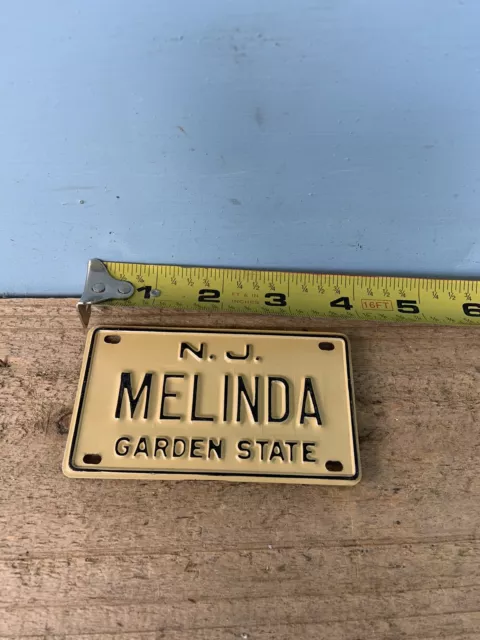 1 2 3 4 16FT 5 6
N. J.
MELINDA
GARDEN STATE